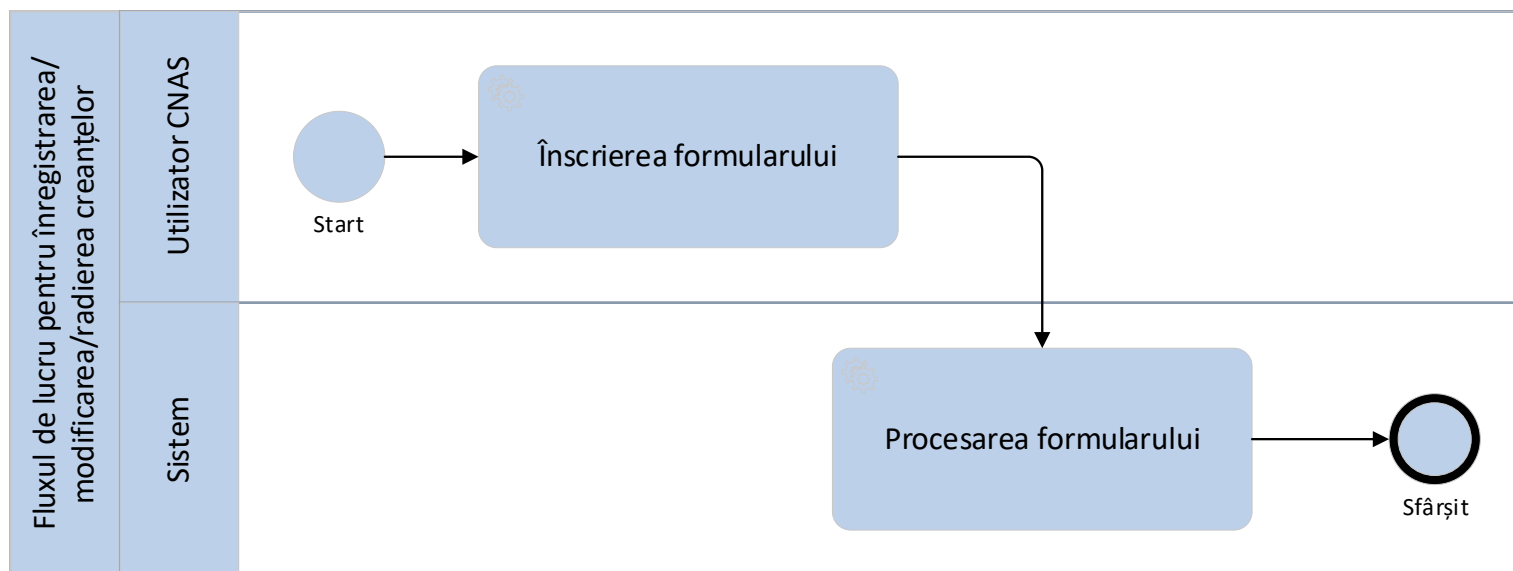 Fluxul de lucru pentru înregistrarea/
modificarea/radierea creanțelor
Utilizator CNAS
Start
Înscrierea formularului
Sistem
Procesarea formularului
Sfârșit